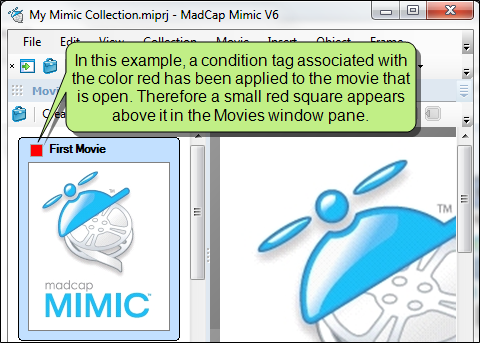 My Mimic Collection.miprj - MadCap Mimic V6
File Edit View Collection Movie Insert Object Frame
In this example, a condition tag associated with
the color red has been applied to the movie that
is open. Therefore a small red square appears
above it in the Movies window pane.
Movi
Crea
First Movie
TM
madcap
MIMIC
TM